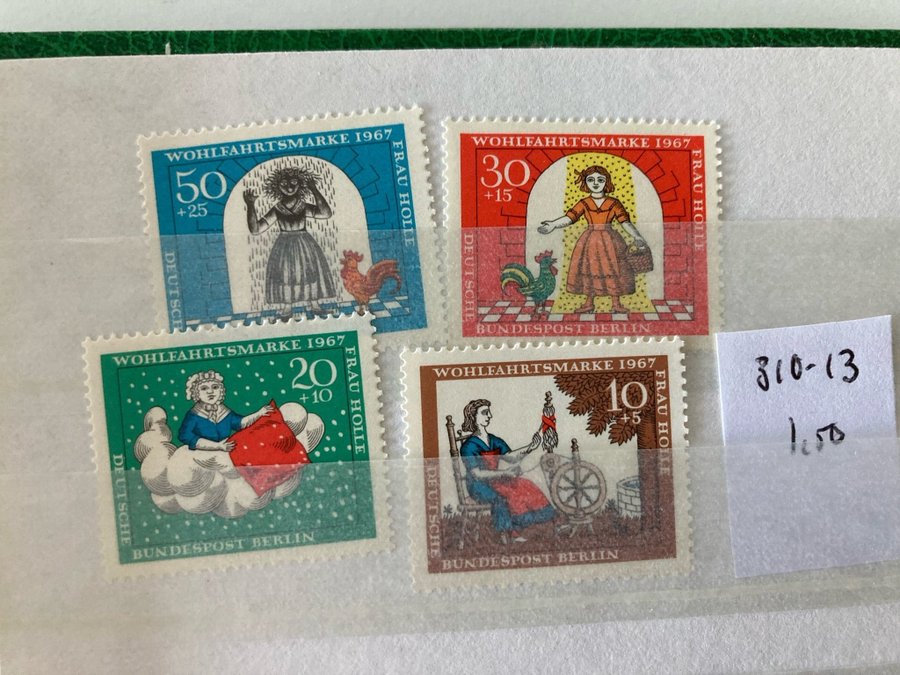 WOHLFAHRTSMARKE 1967
50
+25
FRAU HOLLE
DEUTSCHE
WOHLFAHRTSMARKE 1967
30
+15
FRAU HOLLE
DEUTSCHE
BUNDESPOST BERLIN
WOHLFAHRTSMARKE 1967
20
+10
FRAU HOLLE
DEUTSCHE
BUNDESPOST BERLIN
WOHLFAHRTSMARKE 1967
10
+5
FRAU HOLLE
DEUTSCHE
BUNDESPOST BERLIN
310-13
1,50